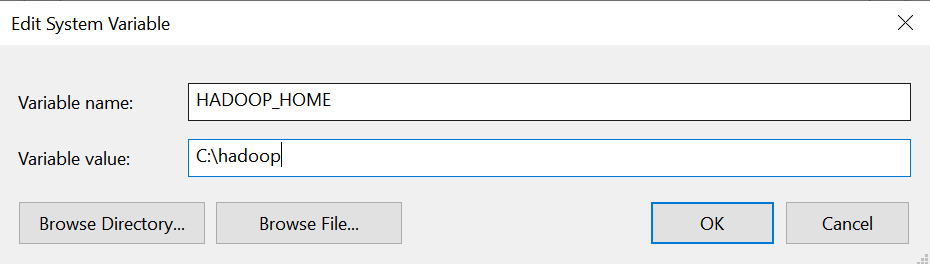 Edit System Variable
Variable name: HADOOP_HOME
Variable value: C:\hadoop
Browse Directory... Browse File... OK Cancel